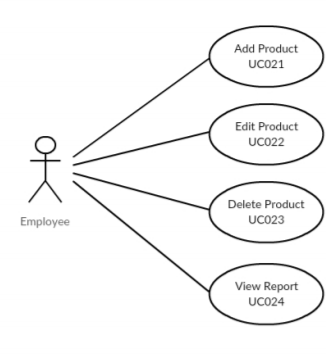 Add Product
UC021
Edit Product
UC022
Delete Product
UC023
Employee
View Report
UC024